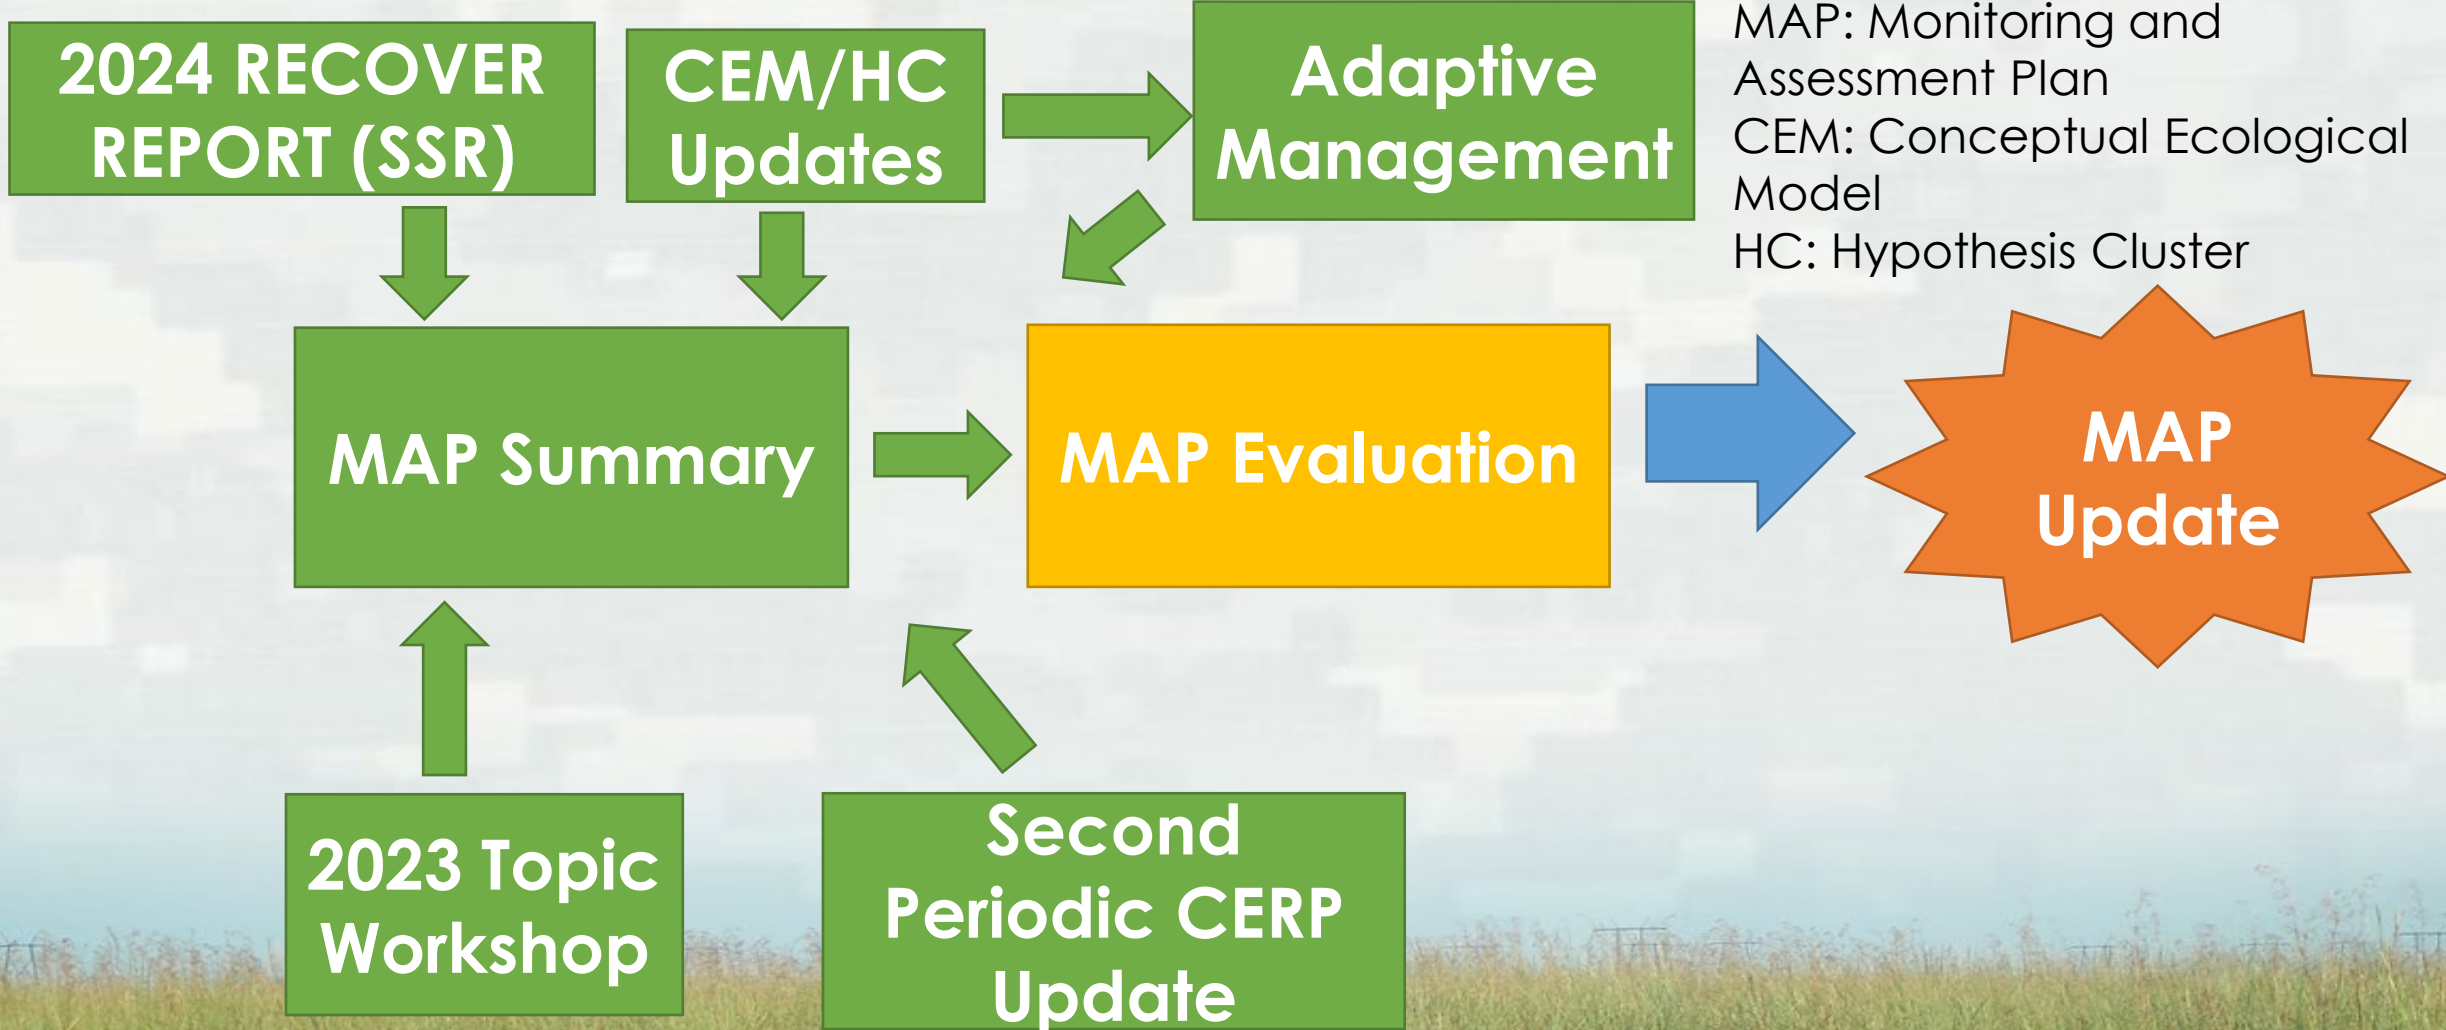 2024 RECOVER
REPORT (SSR)
CEM/HC
Updates
Adaptive
Management
MAP: Monitoring and
Assessment Plan
CEM: Conceptual Ecological
Model
HC: Hypothesis Cluster
MAP Summary
MAP Evaluation
MAP
Update
2023 Topic
Workshop
Second
Periodic CERP
Update